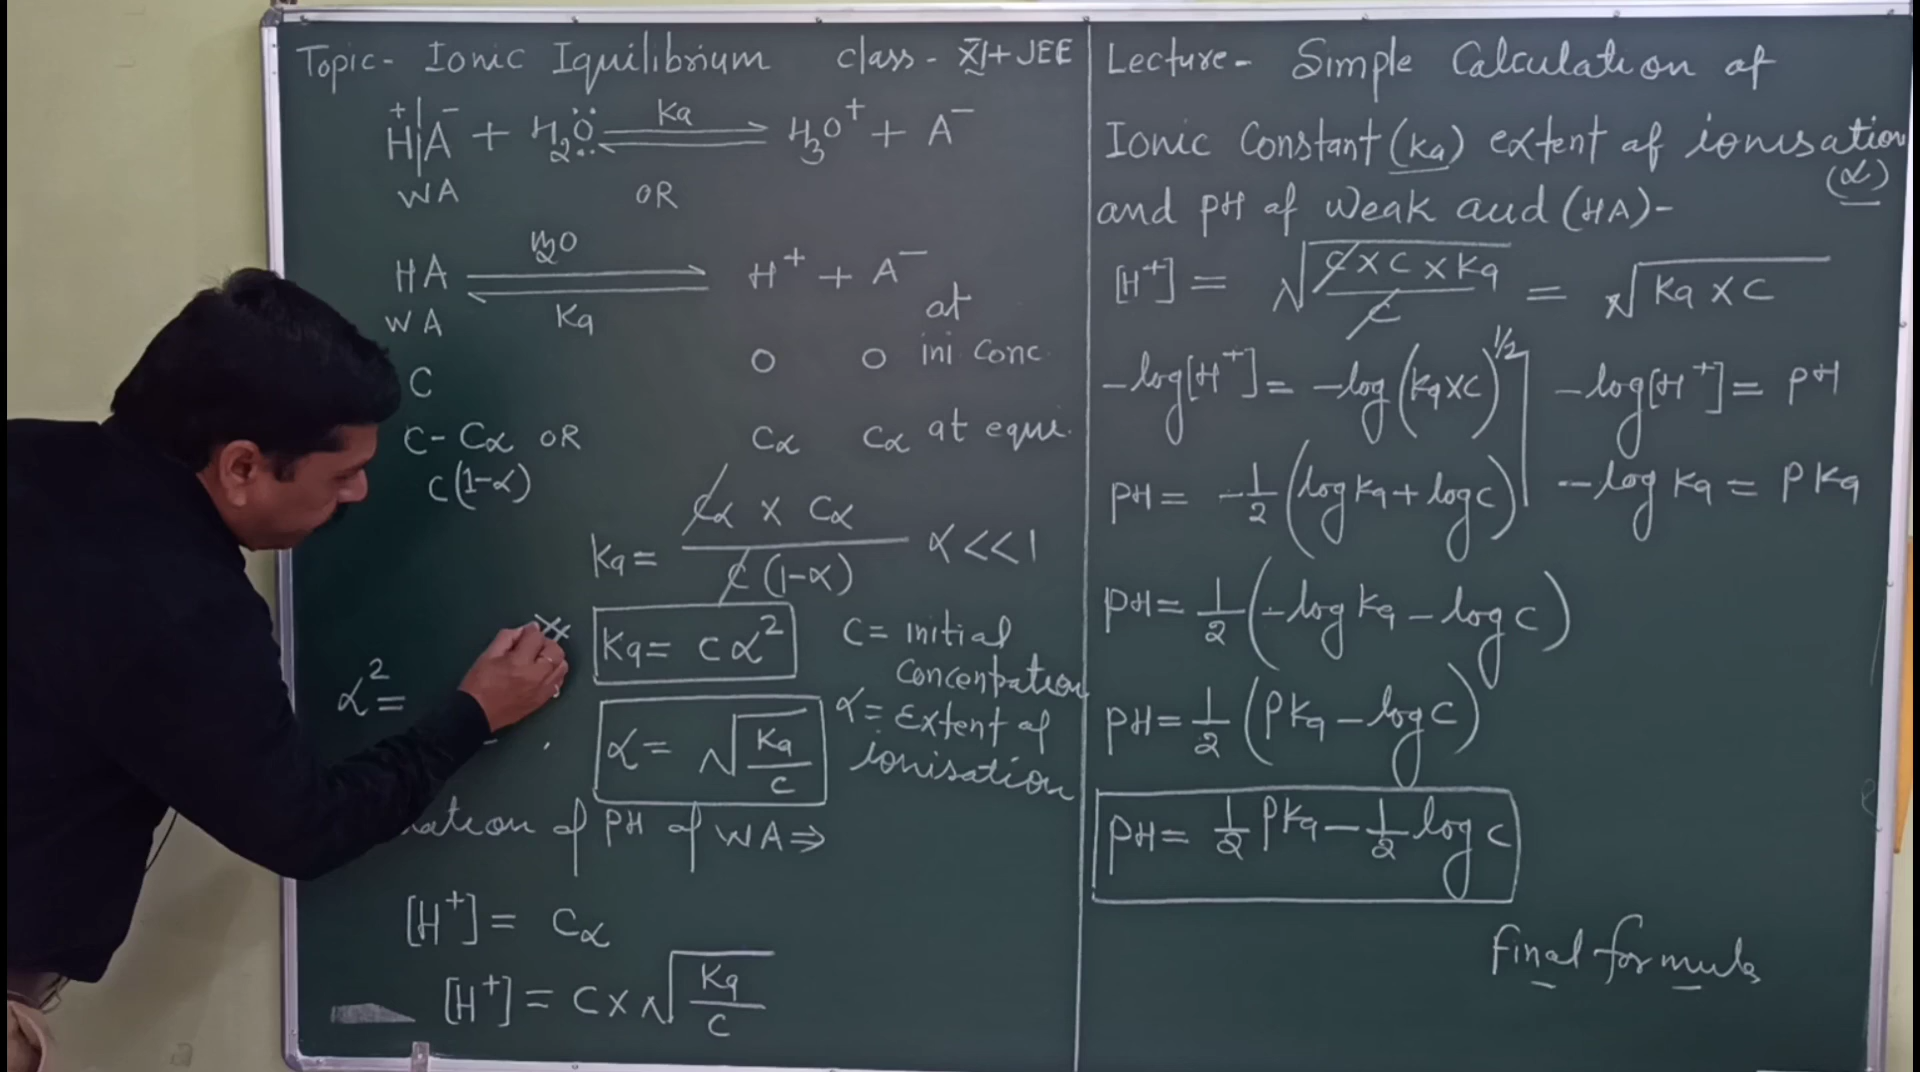 Topic- Ionic Iquilibrium class- XI+JEE
+ -
HA + H2O ⇌ H3O+ + A-
Ka
WA
OR
H2O
HA ⇌ H+ + A-
Ka
WA
at
C 0 0 ini. Conc.
C-Cα OR Cα Cα at equi.
C(1-α)
Ka = Cα x Cα / C(1-α) α<<1
Ka = Cα²
C = initial
Concentration
α² =
α = √(Ka/C)
α = Extent of
ionisation
of PH of WA ⇒
[H+] = Cα
[H+] = C x √(Ka/C)
Lecture- Simple Calculation of
Ionic Constant (Ka) extent of ionisation
(α)
and PH of Weak acid (HA)-
[H+] = √(C x C x Ka / C) = √(Ka x C)
-log[H+] = -log(Ka x C)^1/2
-log[H+] = PH
PH = -1/2 (log Ka + log C)
-log Ka = PKa
PH = 1/2 (-log Ka - log C)
PH = 1/2 (PKa - log C)
PH = 1/2 PKa - 1/2 log C
final formula